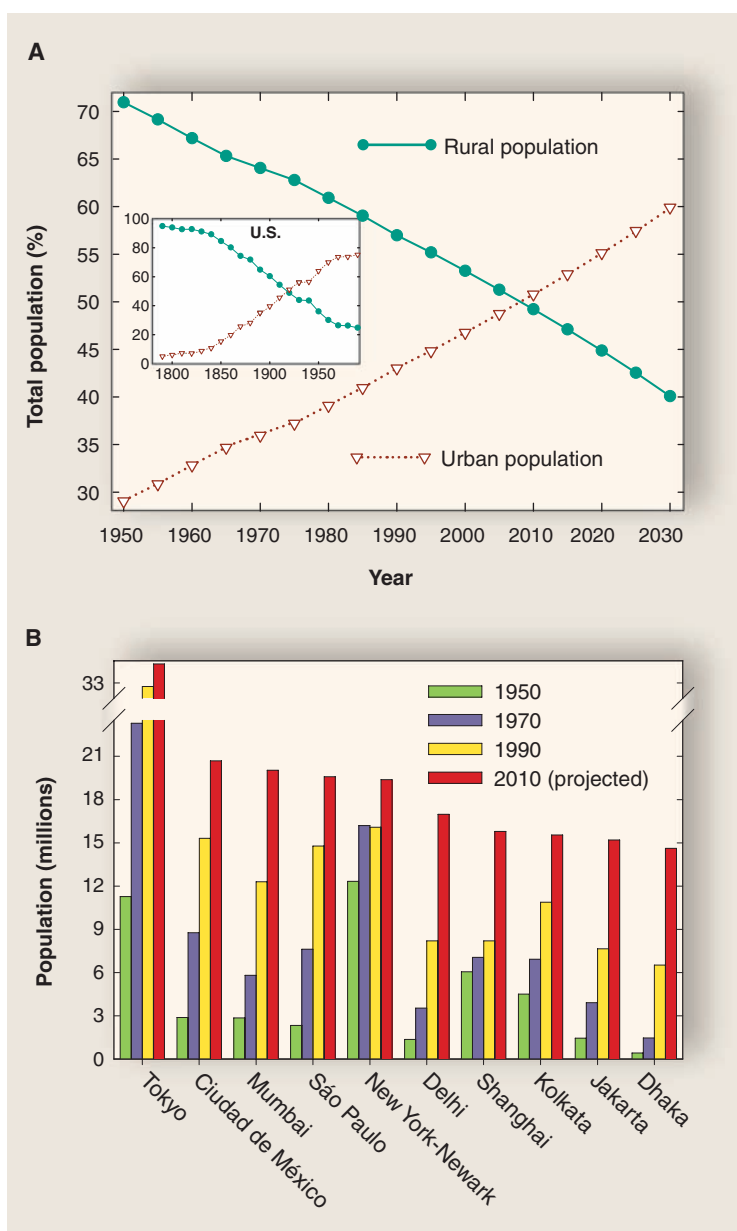 A
Total population (%)
70
65
60
55
50
45
40
35
30
Rural population
Urban population
U.S.
100
80
60
40
20
0
1800 1850 1900 1950
1950 1960 1970 1980 1990 2000 2010 2020 2030
Year
B
Population (millions)
33
21
18
15
12
9
6
3
0
1950
1970
1990
2010 (projected)
Tokyo
Ciudad de México
Mumbai
Sáo Paulo
New York-Newark
Delhi
Shanghai
Kolkata
Jakarta
Dhaka